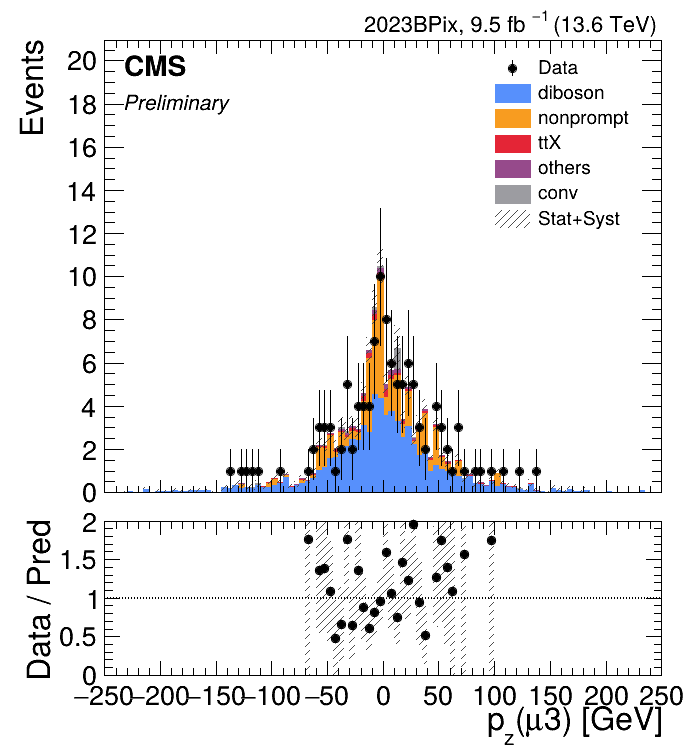 2023BPix, 9.5 fb⁻¹ (13.6 TeV)
CMS
Preliminary
Events
20
18
16
14
12
10
8
6
4
2
0
Data
diboson
nonprompt
ttX
others
conv
Stat+Syst
Data / Pred
2
1.5
1
0.5
0
−250 −200 −150 −100 −50 0 50 100 150 200 250
p_z(μ3) [GeV]